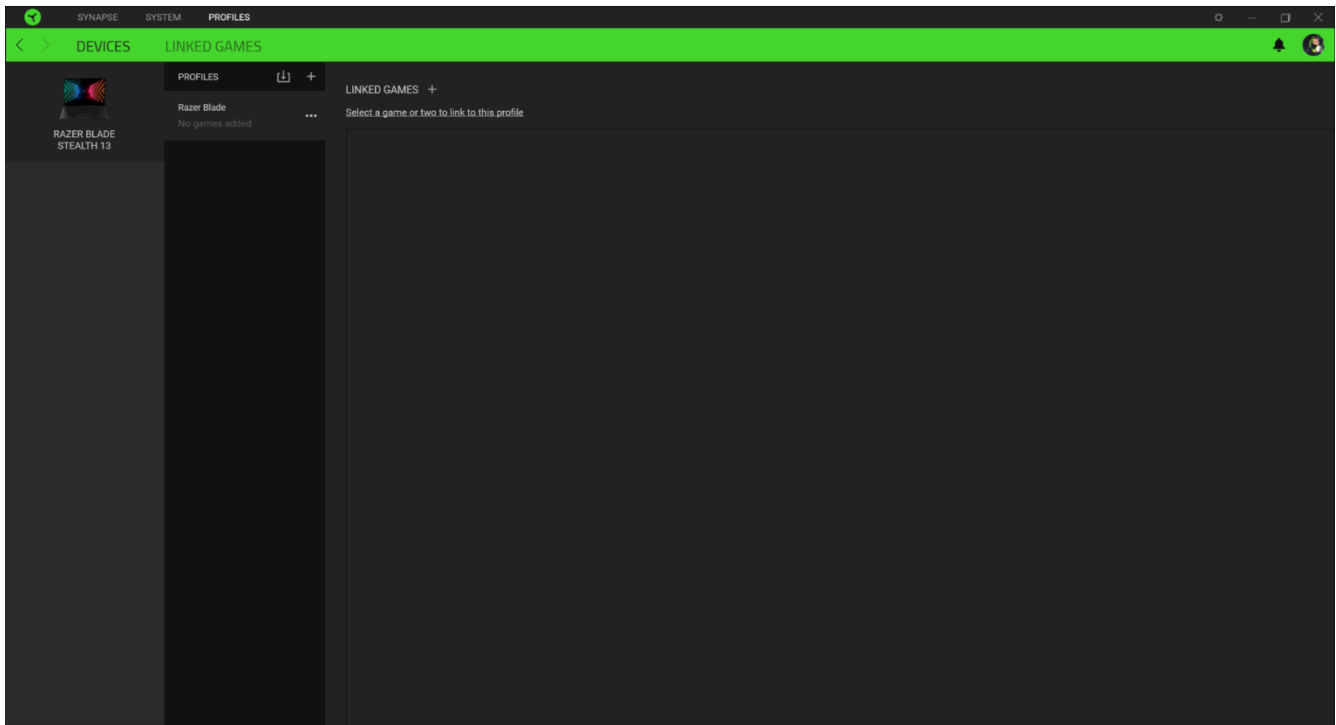 SYNAPSE SYSTEM PROFILES
DEVICES LINKED GAMES
RAZER BLADE
STEALTH 13
PROFILES
Razer Blade
No games added
LINKED GAMES
Select a game or two to link to this profile